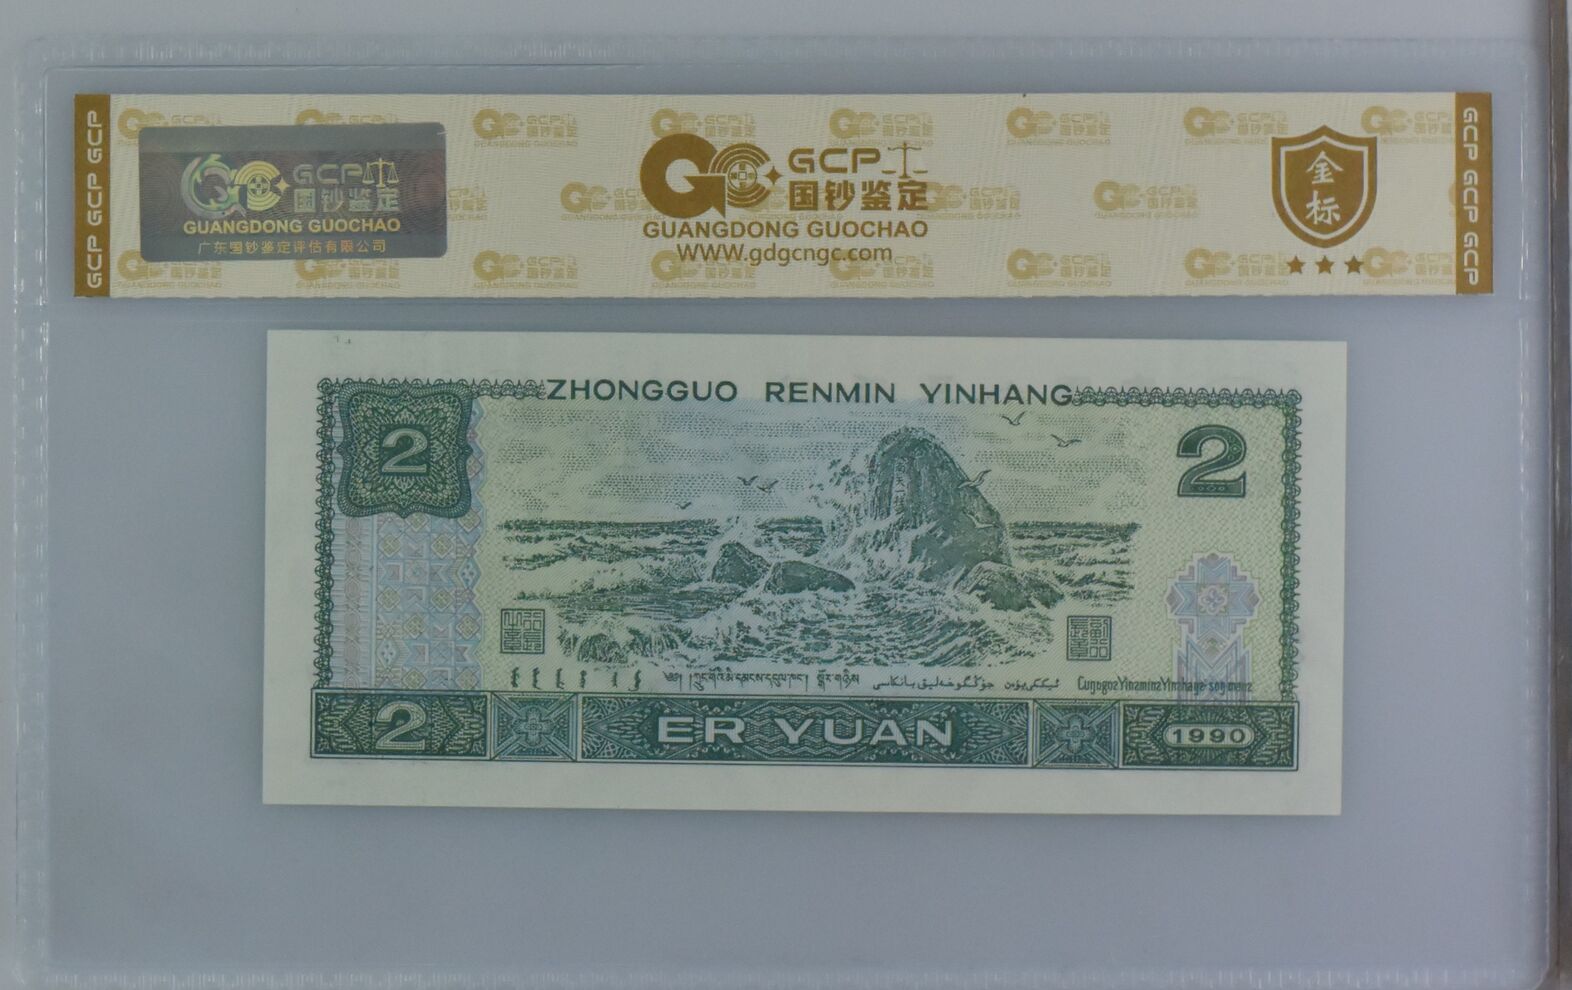 GCP GCP GCP
GCP
国钞鉴定
GUANGDONG GUOCHAO
广东国钞鉴定评估有限公司
GCP
国钞鉴定
GUANGDONG GUOCHAO
WWW.gdgcngc.com
金标
GCP GCP GCP
ZHONGGUO RENMIN YINHANG
2
2
2
ER YUAN
1990